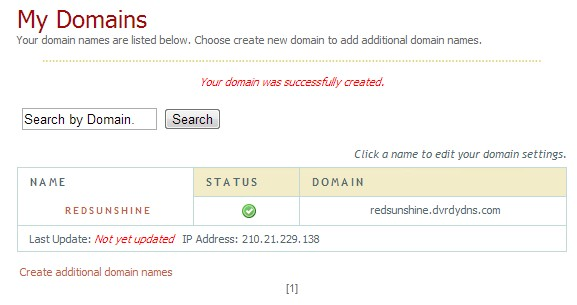 My Domains
Your domain names are listed below. Choose create new domain to add additional domain names.
Your domain was successfully created.
Search by Domain. Search
Click a name to edit your domain settings.
NAME STATUS DOMAIN
REDSUNSHINE redsunshine.dvrdydns.com
Last Update: Not yet updated IP Address: 210.21.229.138
Create additional domain names
[1]